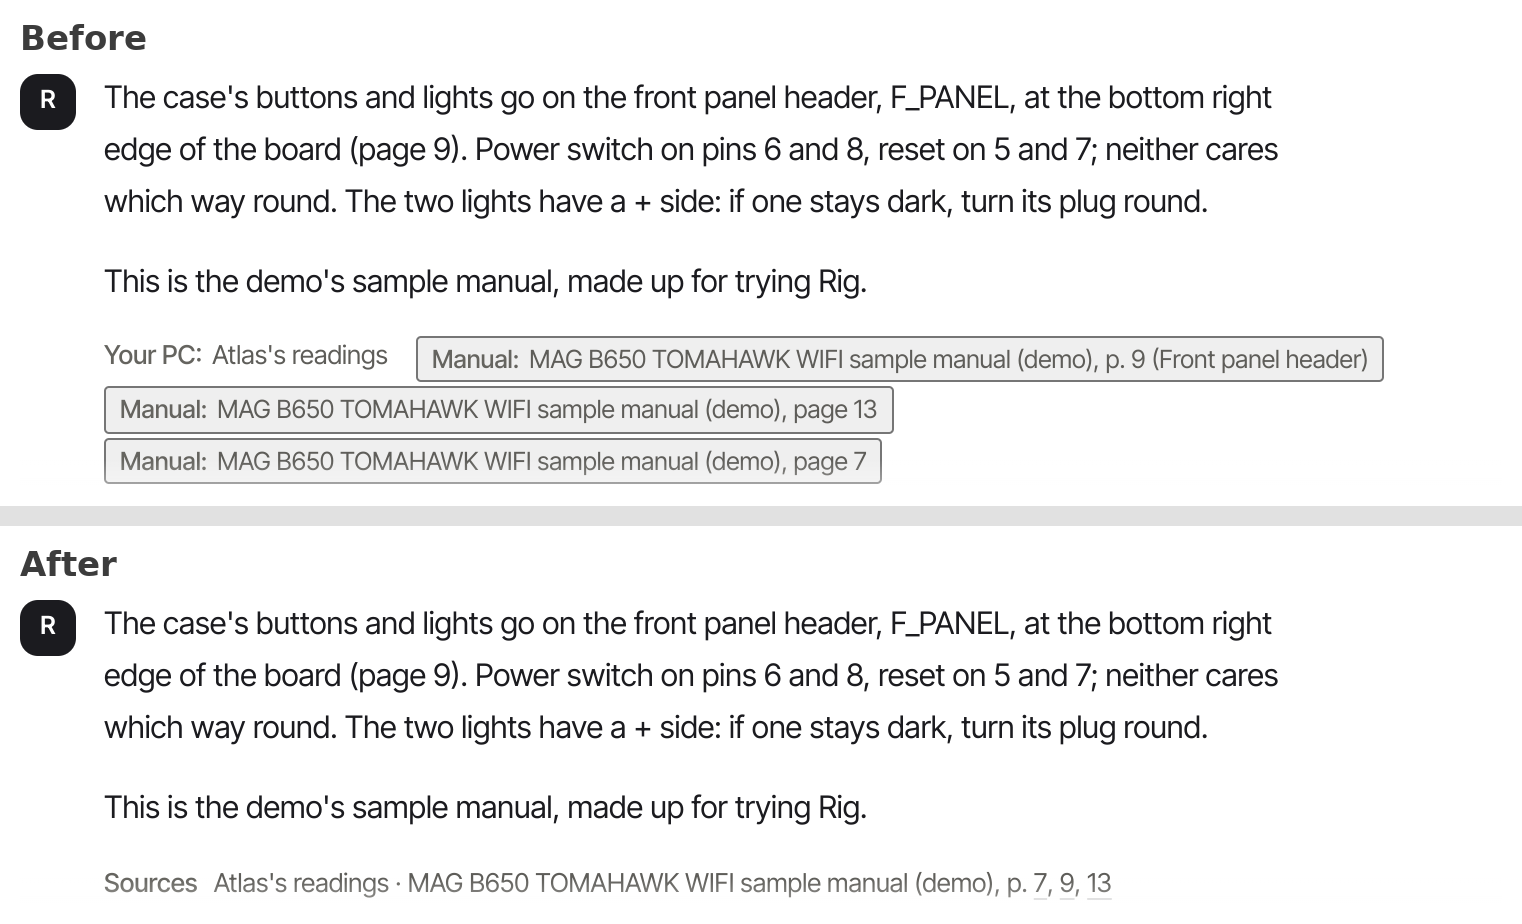 Before
R
The case's buttons and lights go on the front panel header, F_PANEL, at the bottom right
edge of the board (page 9). Power switch on pins 6 and 8, reset on 5 and 7; neither cares
which way round. The two lights have a + side: if one stays dark, turn its plug round.
This is the demo's sample manual, made up for trying Rig.
Your PC: Atlas's readings Manual: MAG B650 TOMAHAWK WIFI sample manual (demo), p. 9 (Front panel header)
Manual: MAG B650 TOMAHAWK WIFI sample manual (demo), page 13
Manual: MAG B650 TOMAHAWK WIFI sample manual (demo), page 7
After
R
The case's buttons and lights go on the front panel header, F_PANEL, at the bottom right
edge of the board (page 9). Power switch on pins 6 and 8, reset on 5 and 7; neither cares
which way round. The two lights have a + side: if one stays dark, turn its plug round.
This is the demo's sample manual, made up for trying Rig.
Sources Atlas's readings · MAG B650 TOMAHAWK WIFI sample manual (demo), p. 7, 9, 13